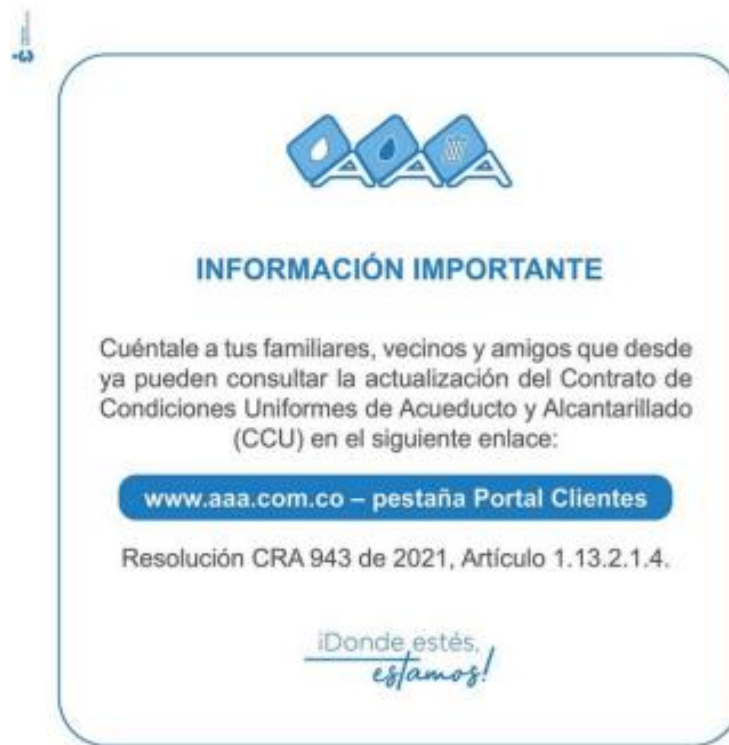 AAA
INFORMACIÓN IMPORTANTE
Cuéntale a tus familiares, vecinos y amigos que desde
ya pueden consultar la actualización del Contrato de
Condiciones Uniformes de Acueducto y Alcantarillado
(CCU) en el siguiente enlace:
www.aaa.com.co – pestaña Portal Clientes
Resolución CRA 943 de 2021, Artículo 1.13.2.1.4.
¡Donde estés,
estamos!